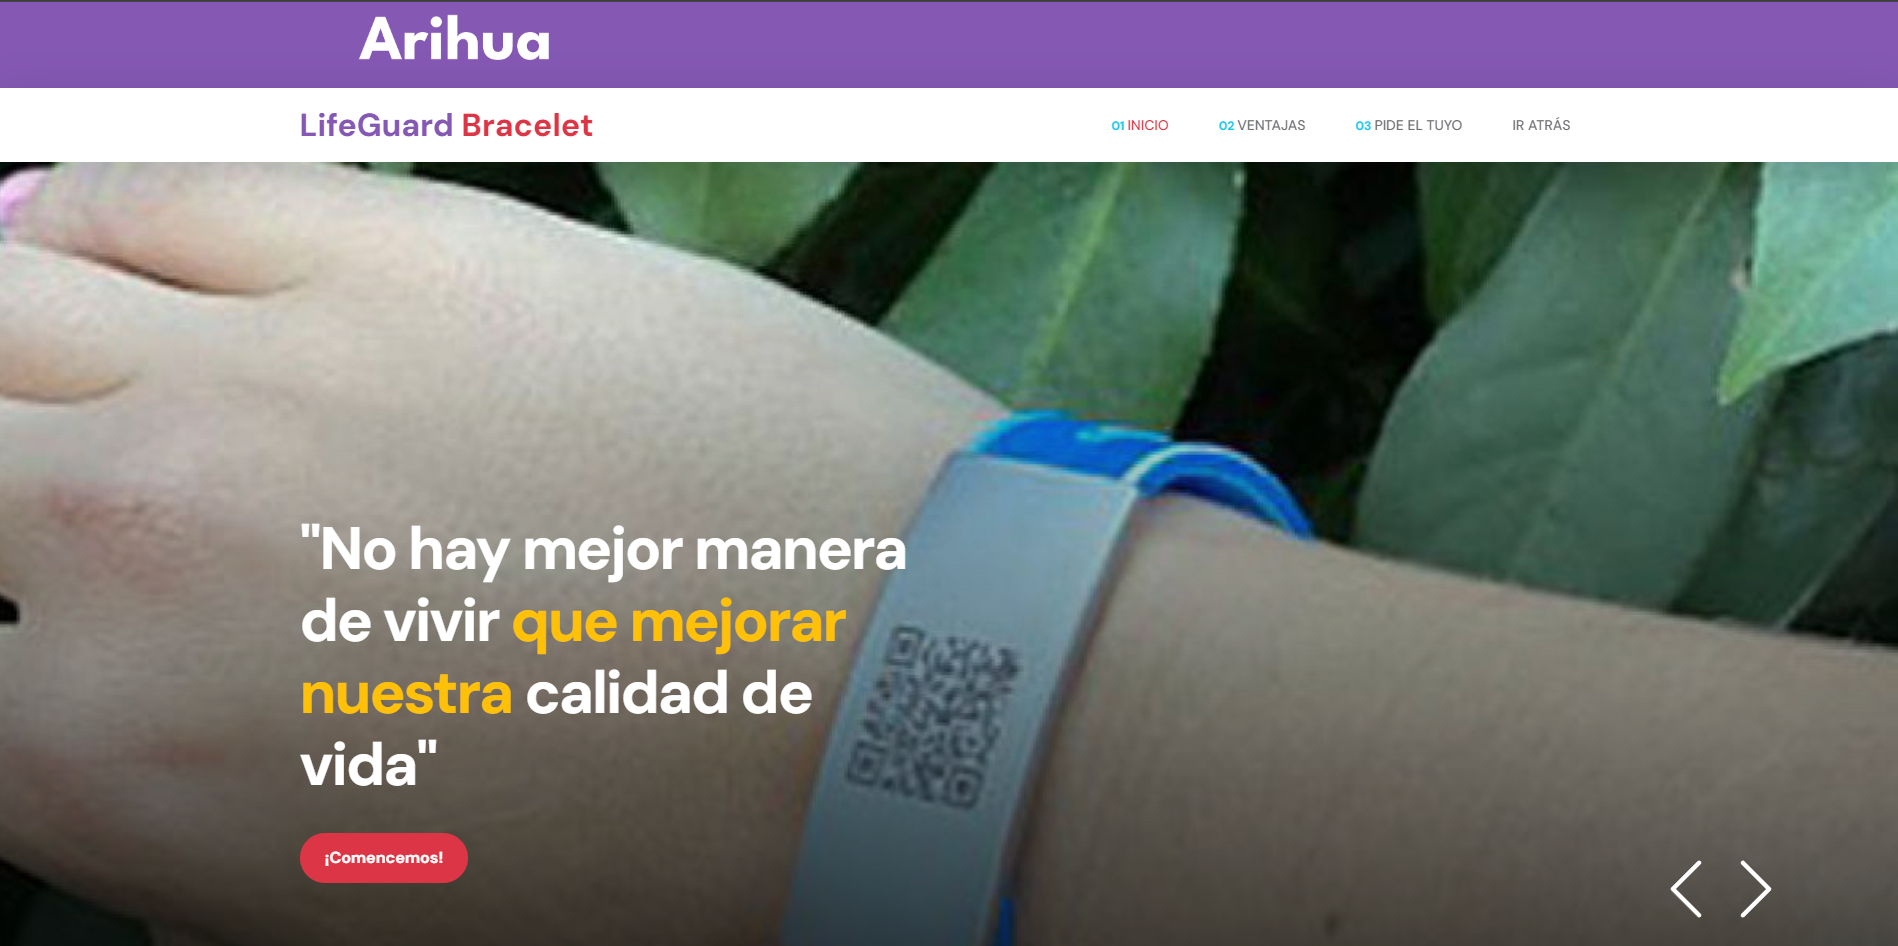 Arihua
LifeGuard Bracelet
01 INICIO
02 VENTAJAS
03 PIDE EL TUYO
IR ATRÁS
"No hay mejor manera
de vivir que mejorar
nuestra calidad de
vida"
¡Comencemos!